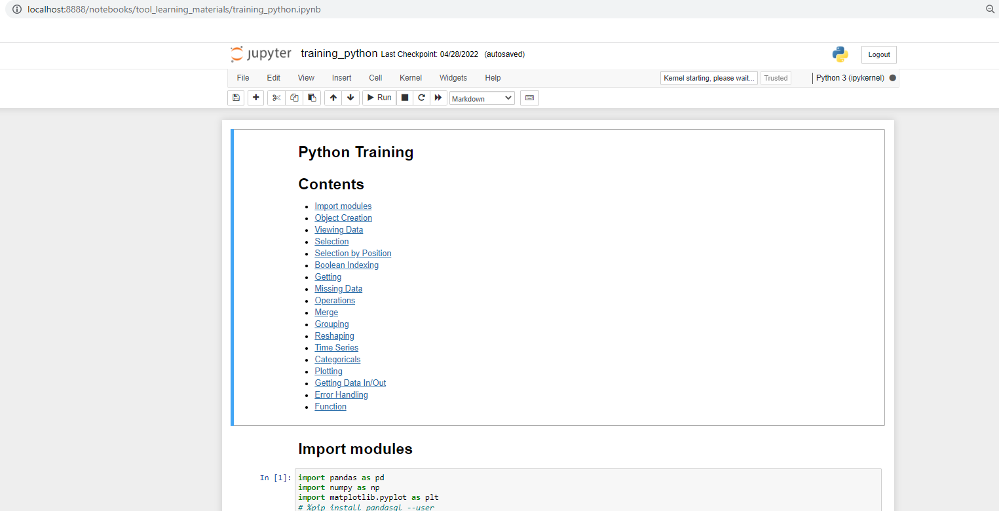 localhost:8888/notebooks/tool_learning_materials/training_python.ipynb
jupyter training_python Last Checkpoint: 04/28/2022 (autosaved) Logout
File Edit View Insert Cell Kernel Widgets Help Kernel starting, please wait... Trusted Python 3 (ipykernel)
Run Markdown
Python Training
Contents
Import modules
Object Creation
Viewing Data
Selection
Selection by Position
Boolean Indexing
Getting
Missing Data
Operations
Merge
Grouping
Reshaping
Time Series
Categoricals
Plotting
Getting Data In/Out
Error Handling
Function
Import modules
In [1]: import pandas as pd
import numpy as np
import matplotlib.pyplot as plt
# %pip install pandasql --user